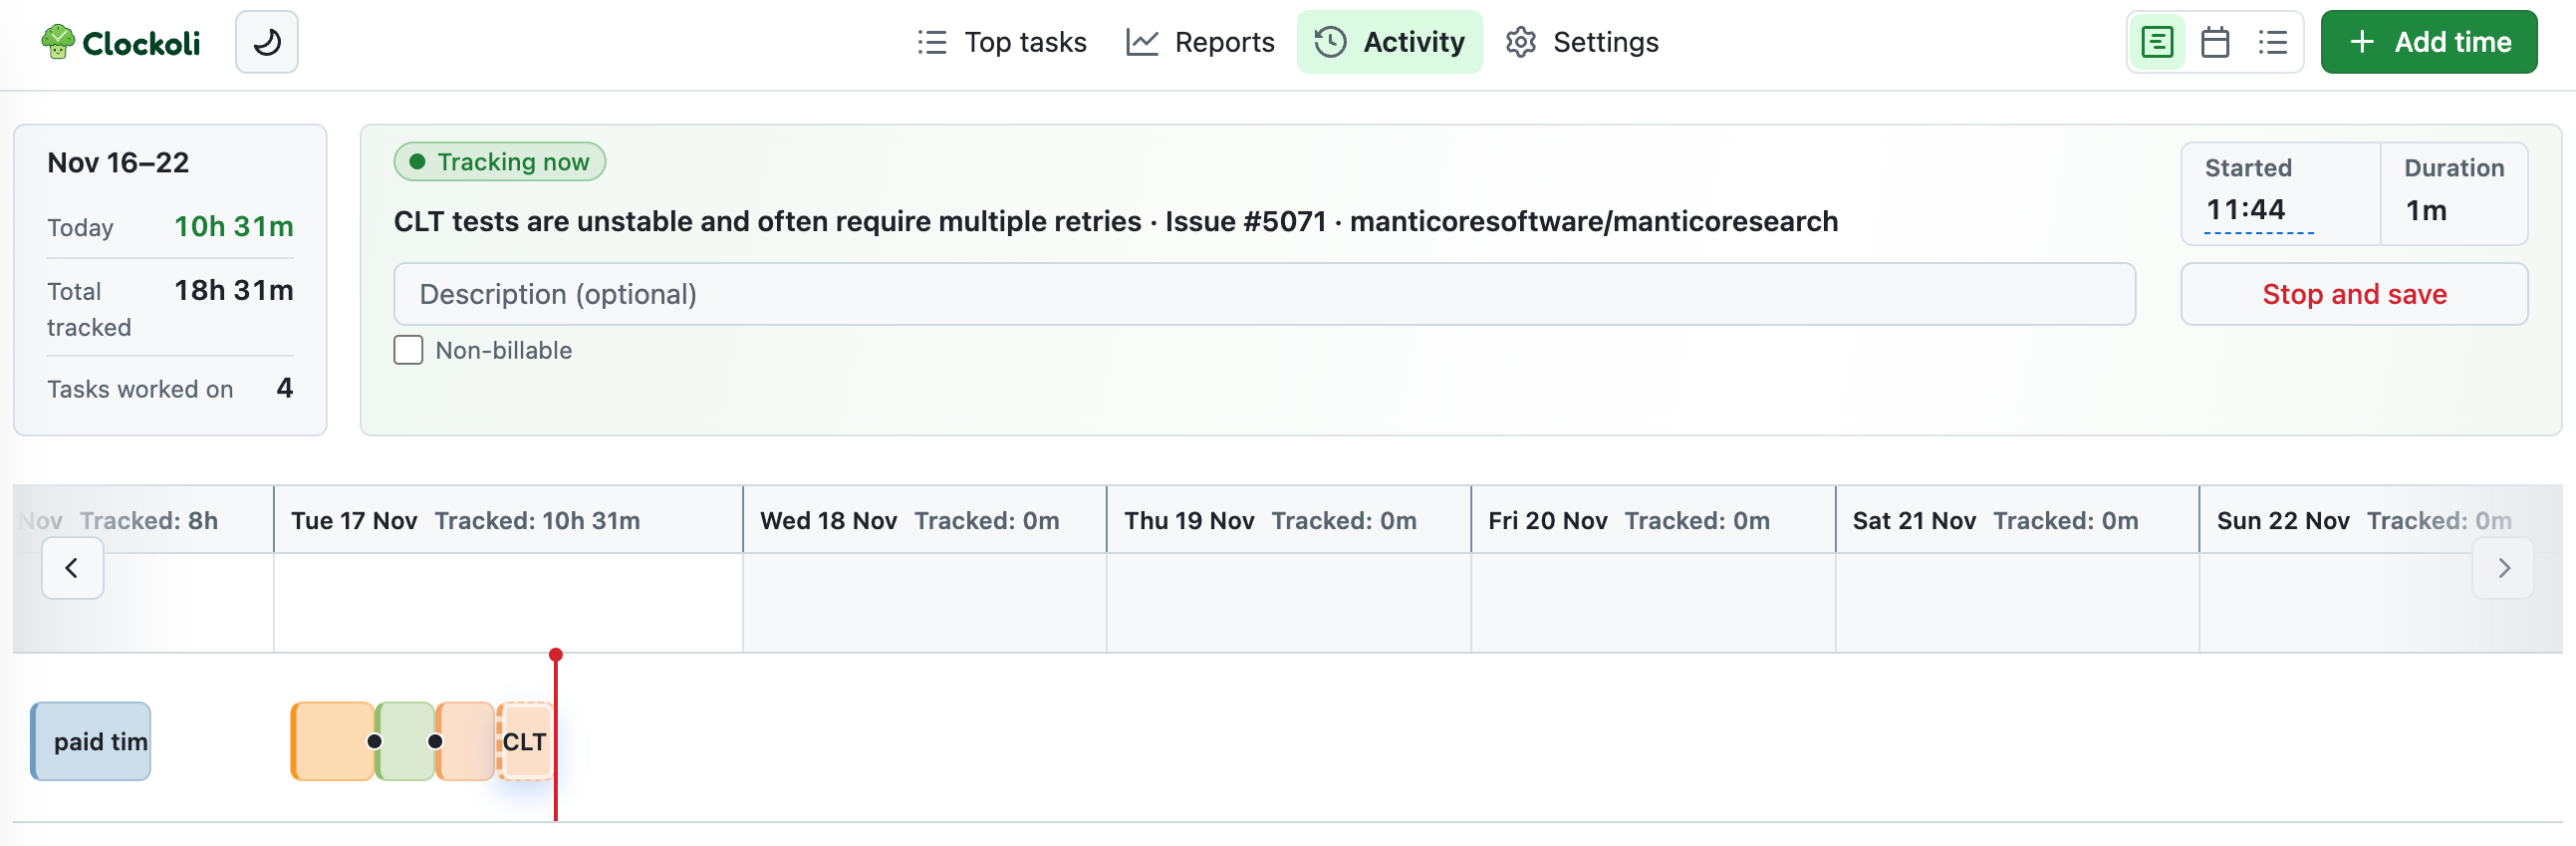 Clockoli
Top tasks
Reports
Activity
Settings
Add time
Nov 16–22
Today 10h 31m
Total tracked 18h 31m
Tasks worked on 4
Tracking now
CLT tests are unstable and often require multiple retries · Issue #5071 · manticoresoftware/manticoresearch
Description (optional)
Non-billable
Started
11:44
Duration
1m
Stop and save
Nov Tracked: 8h
Tue 17 Nov Tracked: 10h 31m
Wed 18 Nov Tracked: 0m
Thu 19 Nov Tracked: 0m
Fri 20 Nov Tracked: 0m
Sat 21 Nov Tracked: 0m
Sun 22 Nov Tracked: 0m
paid tim
CLT